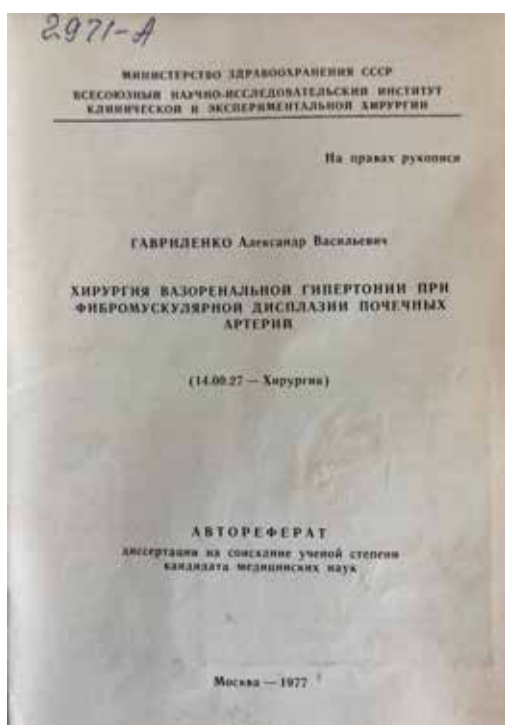 2971-А
МИНИСТЕРСТВО ЗДРАВООХРАНЕНИЯ СССР
ВСЕСОЮЗНЫЙ НАУЧНО-ИССЛЕДОВАТЕЛЬСКИЙ ИНСТИТУТ
КЛИНИЧЕСКОЙ И ЭКСПЕРИМЕНТАЛЬНОЙ ХИРУРГИИ
На правах рукописи
ГАВРИЛЕНКО Александр Васильевич
ХИРУРГИЯ ВАЗОРЕНАЛЬНОЙ ГИПЕРТОНИИ ПРИ
ФИБРОМУСКУЛЯРНОЙ ДИСПЛАЗИИ ПОЧЕЧНЫХ
АРТЕРИЙ
(14.00.27 — Хирургия)
АВТОРЕФЕРАТ
диссертации на соискание ученой степени
кандидата медицинских наук
Москва — 1977